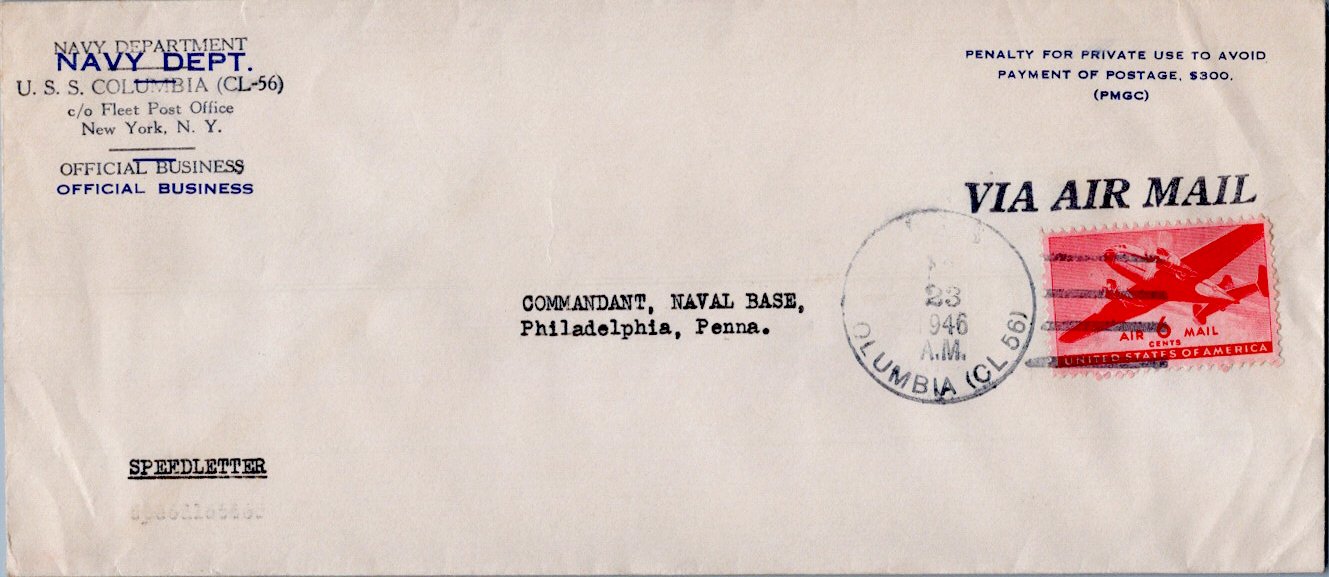 NAVY DEPARTMENT
NAVY DEPT.
U. S. S. COLUMBIA (CL-56)
c/o Fleet Post Office
New York, N. Y.
OFFICIAL BUSINESS
OFFICIAL BUSINESS
PENALTY FOR PRIVATE USE TO AVOID
PAYMENT OF POSTAGE, $300.
(PMGC)
VIA AIR MAIL
23
1946
A.M.
OLUMBIA (CL 56)
AIR 6 MAIL
CENTS
UNITED STATES OF AMERICA
COMMANDANT, NAVAL BASE,
Philadelphia, Penna.
SPEEDLETTER